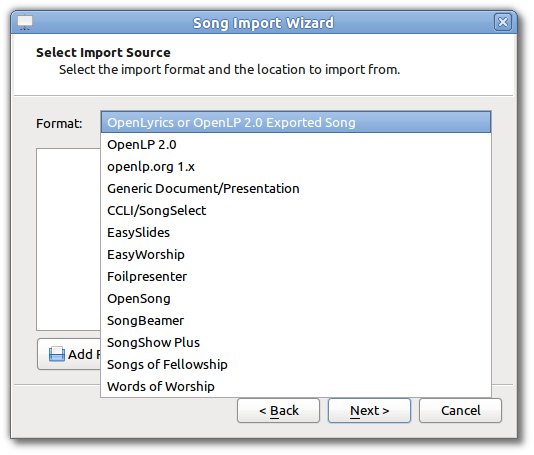 Song Import Wizard
Select Import Source
Select the import format and the location to import from.
Format:
OpenLyrics or OpenLP 2.0 Exported Song
OpenLP 2.0
openlp.org 1.x
Generic Document/Presentation
CCLI/SongSelect
EasySlides
EasyWorship
Foilpresenter
OpenSong
SongBeamer
SongShow Plus
Songs of Fellowship
Words of Worship
Add
< Back
Next >
Cancel